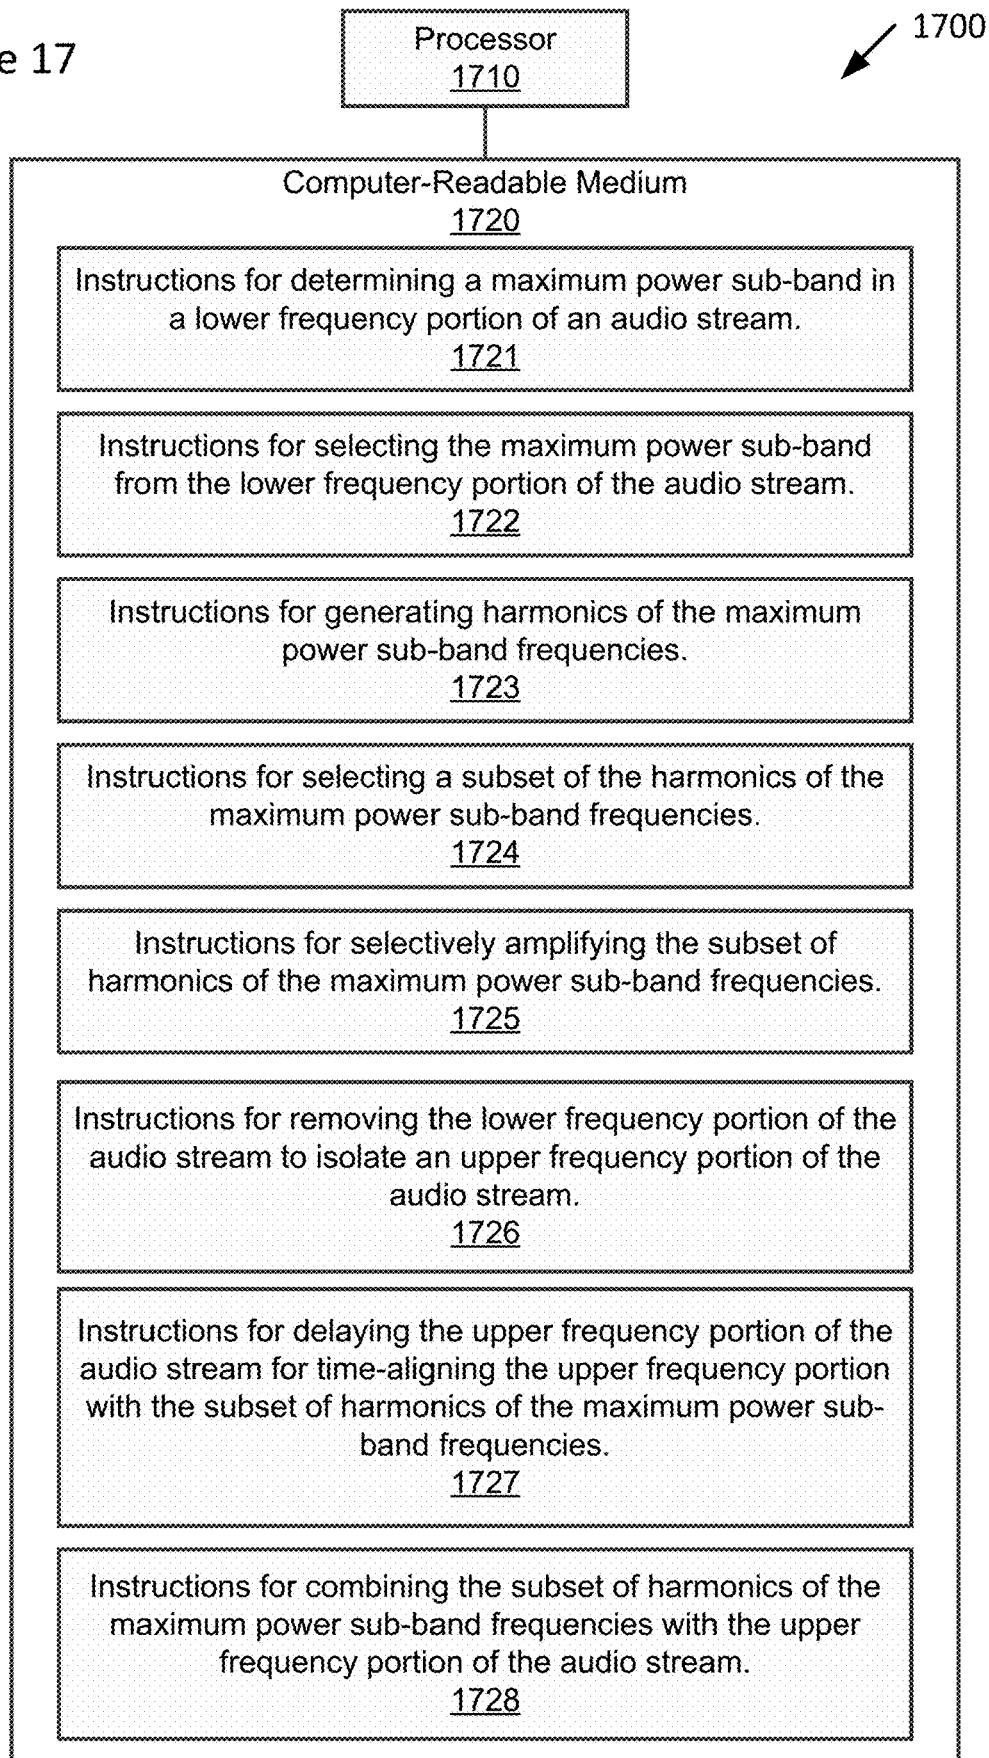 e 17
Processor
1710
1700
Computer-Readable Medium
1720
Instructions for determining a maximum power sub-band in
a lower frequency portion of an audio stream.
1721
Instructions for selecting the maximum power sub-band
from the lower frequency portion of the audio stream.
1722
Instructions for generating harmonics of the maximum
power sub-band frequencies.
1723
Instructions for selecting a subset of the harmonics of the
maximum power sub-band frequencies.
1724
Instructions for selectively amplifying the subset of
harmonics of the maximum power sub-band frequencies.
1725
Instructions for removing the lower frequency portion of the
audio stream to isolate an upper frequency portion of the
audio stream.
1726
Instructions for delaying the upper frequency portion of the
audio stream for time-aligning the upper frequency portion
with the subset of harmonics of the maximum power sub-
band frequencies.
1727
Instructions for combining the subset of harmonics of the
maximum power sub-band frequencies with the upper
frequency portion of the audio stream.
1728